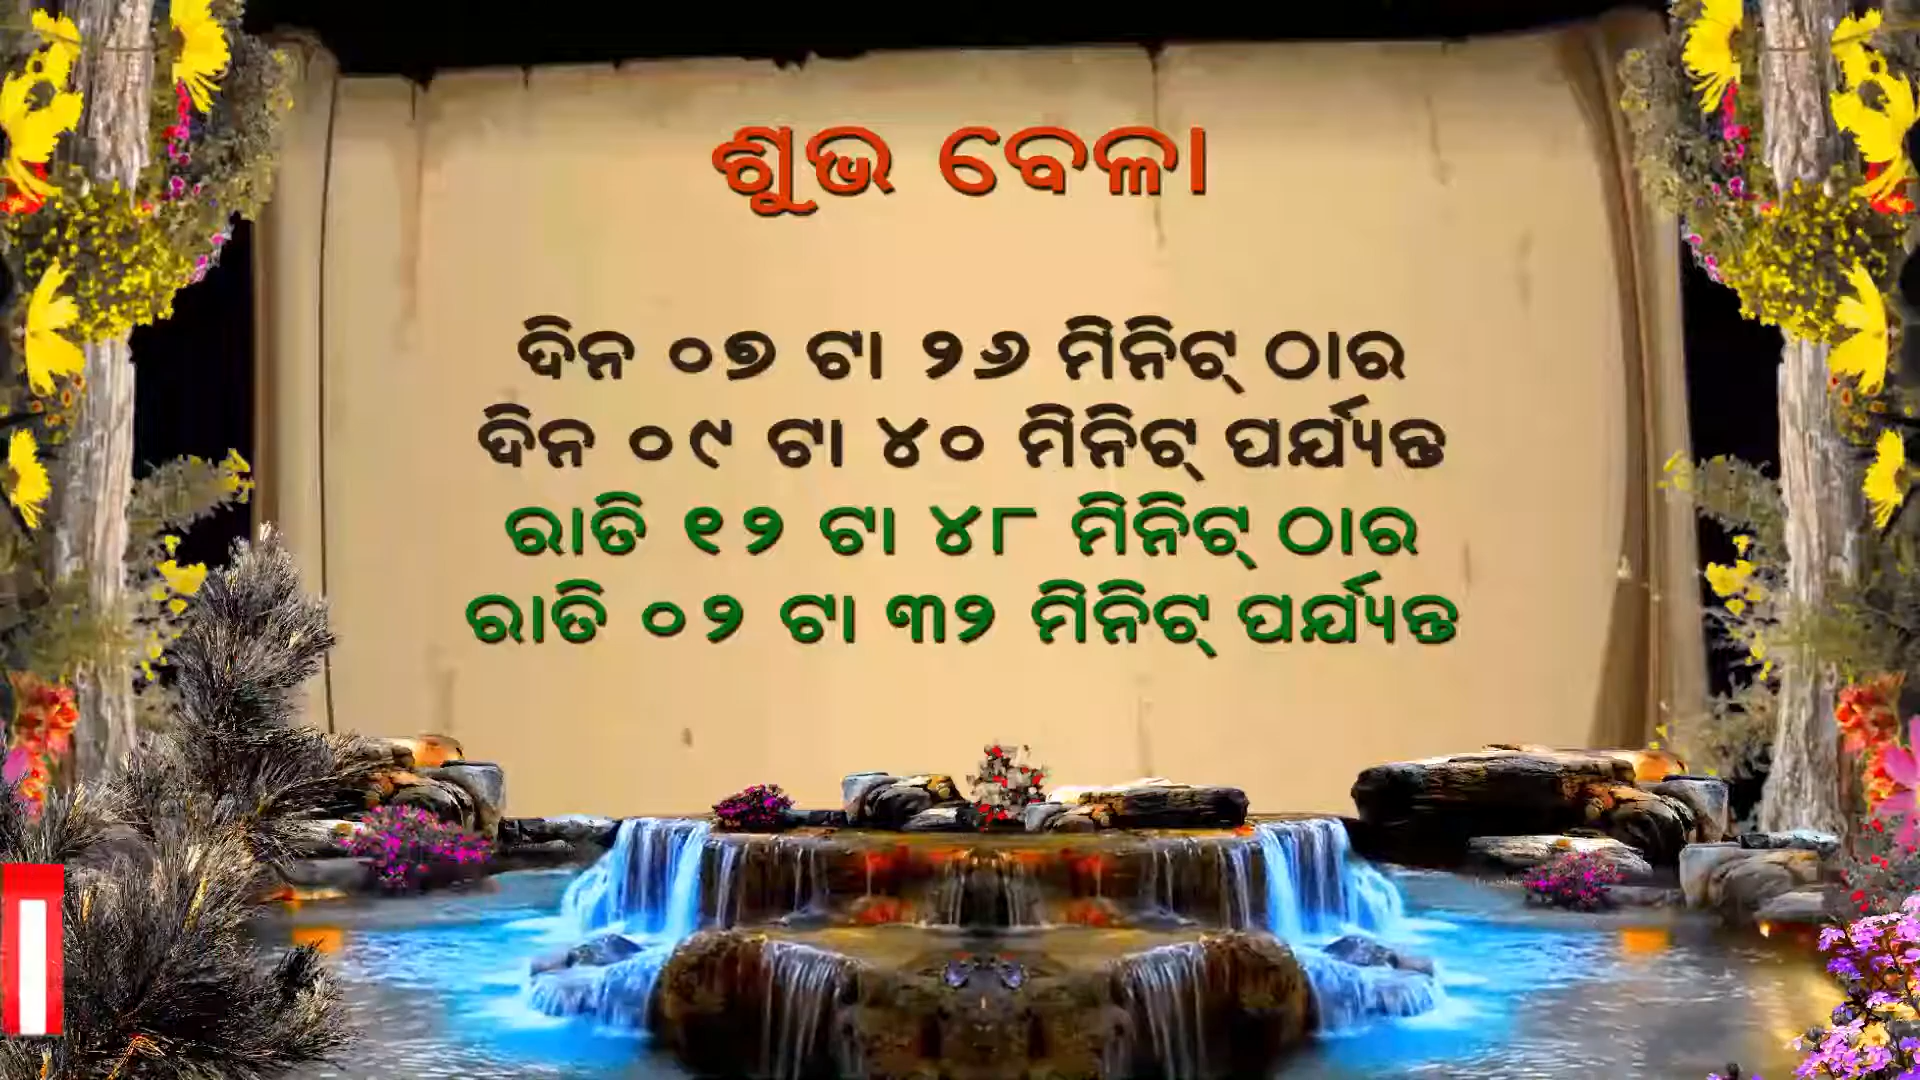 ଶୁଭ ବେଳା
ଦିନ ୦୭ ଟା ୨୬ ମିନିଟ୍ ଠାର
ଦିନ ୦୯ ଟା ୪୦ ମିନିଟ୍ ପର୍ଯ୍ୟନ୍ତ
ରାତି ୧୨ ଟା ୪୮ ମିନିଟ୍ ଠାର
ରାତି ୦୨ ଟା ୩୨ ମିନିଟ୍ ପର୍ଯ୍ୟନ୍ତ